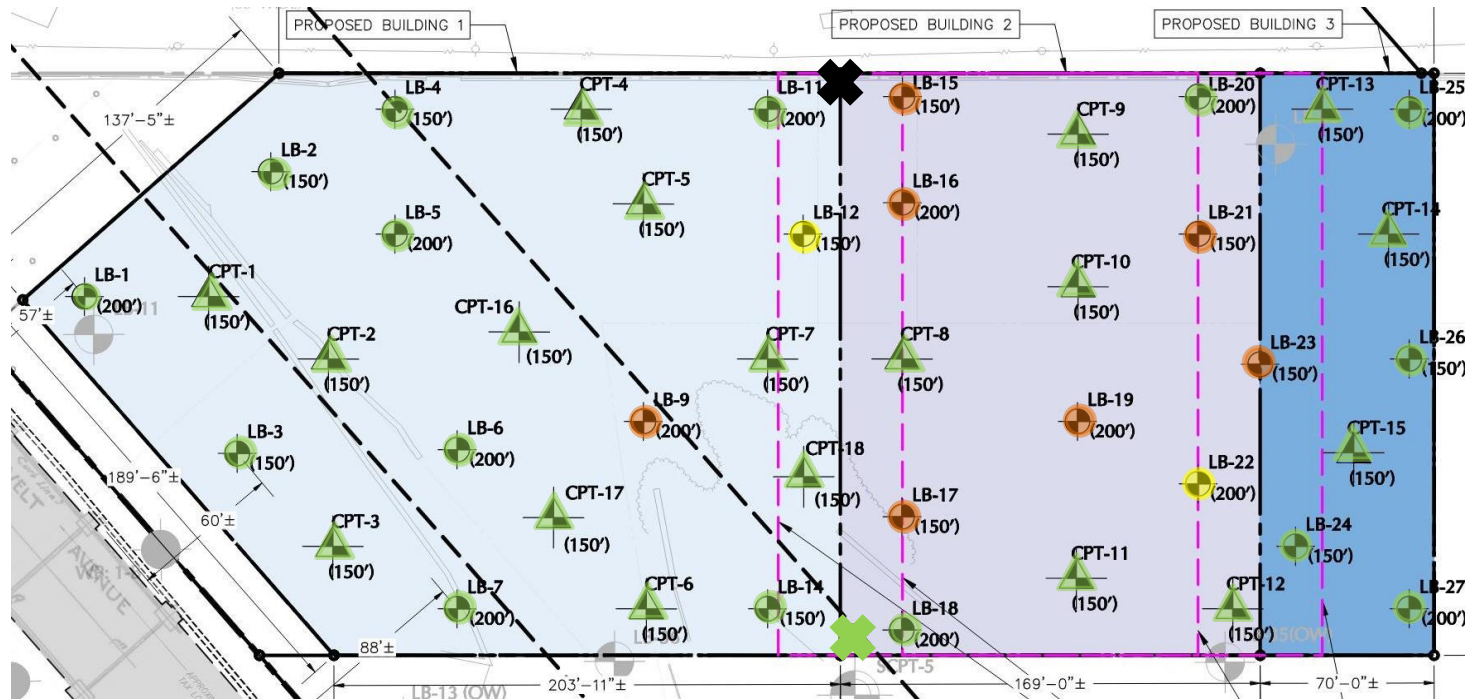 PROPOSED BUILDING 1
PROPOSED BUILDING 2
PROPOSED BUILDING 3
137'-5"±
LB-4
(150')
CPT-4
(150')
LB-11
(200')
LB-15
(150')
CPT-9
(150')
LB-20
(200')
CPT-13
(150')
LB-25
(200')
LB-2
(150')
CPT-5
(150')
LB-16
(200')
LB-5
(200')
LB-12
(150')
LB-21
(150')
CPT-14
(150')
LB-1
(200')
CPT-1
(150')
CPT-10
(150')
57'±
CPT-16
(150')
CPT-2
(150')
CPT-7
(150')
CPT-8
(150')
LB-23
(150')
LB-26
(150')
LB-9
(200')
LB-19
(200')
LB-3
(150')
LB-6
(200')
CPT-18
(150')
CPT-15
(150')
189'-6"±
LB-22
(200')
60'±
CPT-17
(150')
LB-17
(150')
CPT-3
(150')
LB-24
(150')
AVENUE
CPT-11
(150')
LB-7
(200')
CPT-6
(150')
LB-14
(150')
LB-18
(200')
CPT-12
(150')
LB-27
(200')
88'±
SCPT-5
203'-11"±
169'-0"±
70'-0"±
LB-13 (OW)